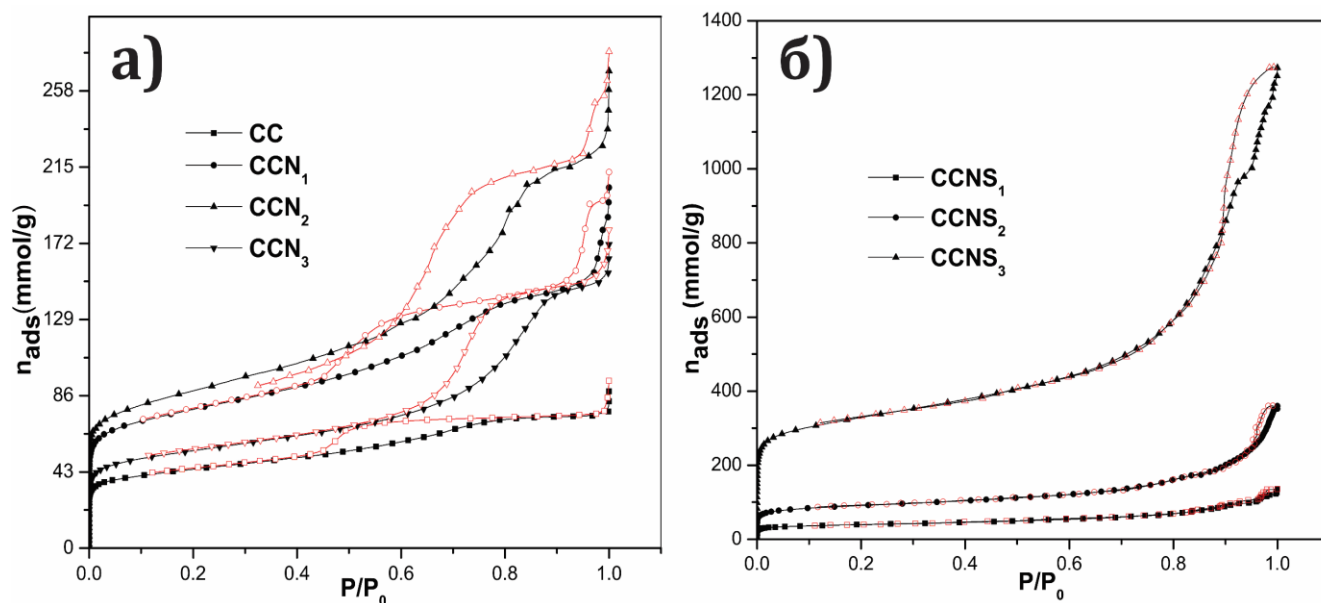 а)
CC
CCN1
CCN2
CCN3
nads(mmol/g)
258
215
172
129
86
43
0
0.0 0.2 0.4 0.6 0.8 1.0
P/P0
б)
CCNS1
CCNS2
CCNS3
nads (mmol/g)
1400
1200
1000
800
600
400
200
0
0.0 0.2 0.4 0.6 0.8 1.0
P/P0